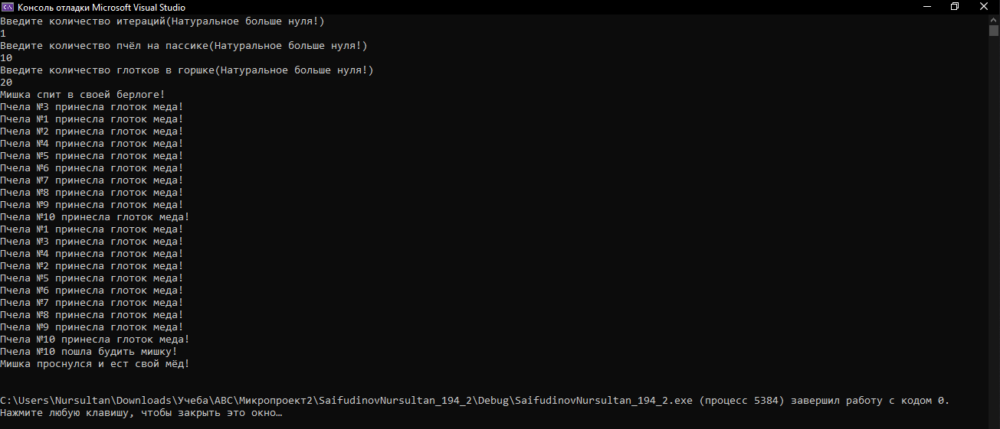 Консоль отладки Microsoft Visual Studio
Введите количество итераций(Натуральное больше нуля!)
1
Введите количество пчёл на пассике(Натуральное больше нуля!)
10
Введите количество глотков в горшке(Натуральное больше нуля!)
20
Мишка спит в своей берлоге!
Пчела №3 принесла глоток меда!
Пчела №1 принесла глоток меда!
Пчела №2 принесла глоток меда!
Пчела №4 принесла глоток меда!
Пчела №5 принесла глоток меда!
Пчела №6 принесла глоток меда!
Пчела №7 принесла глоток меда!
Пчела №8 принесла глоток меда!
Пчела №9 принесла глоток меда!
Пчела №10 принесла глоток меда!
Пчела №1 принесла глоток меда!
Пчела №3 принесла глоток меда!
Пчела №4 принесла глоток меда!
Пчела №2 принесла глоток меда!
Пчела №5 принесла глоток меда!
Пчела №6 принесла глоток меда!
Пчела №7 принесла глоток меда!
Пчела №8 принесла глоток меда!
Пчела №9 принесла глоток меда!
Пчела №10 принесла глоток меда!
Пчела №10 пошла будить мишку!
Мишка проснулся и ест свой мёд!
C:\Users\Nursultan\Downloads\Учеба\АВС\Микропроект2\SaifudinovNursultan_194_2\Debug\SaifudinovNursultan_194_2.exe (процесс 5384) завершил работу с кодом 0.
Нажмите любую клавишу, чтобы закрыть это окно…